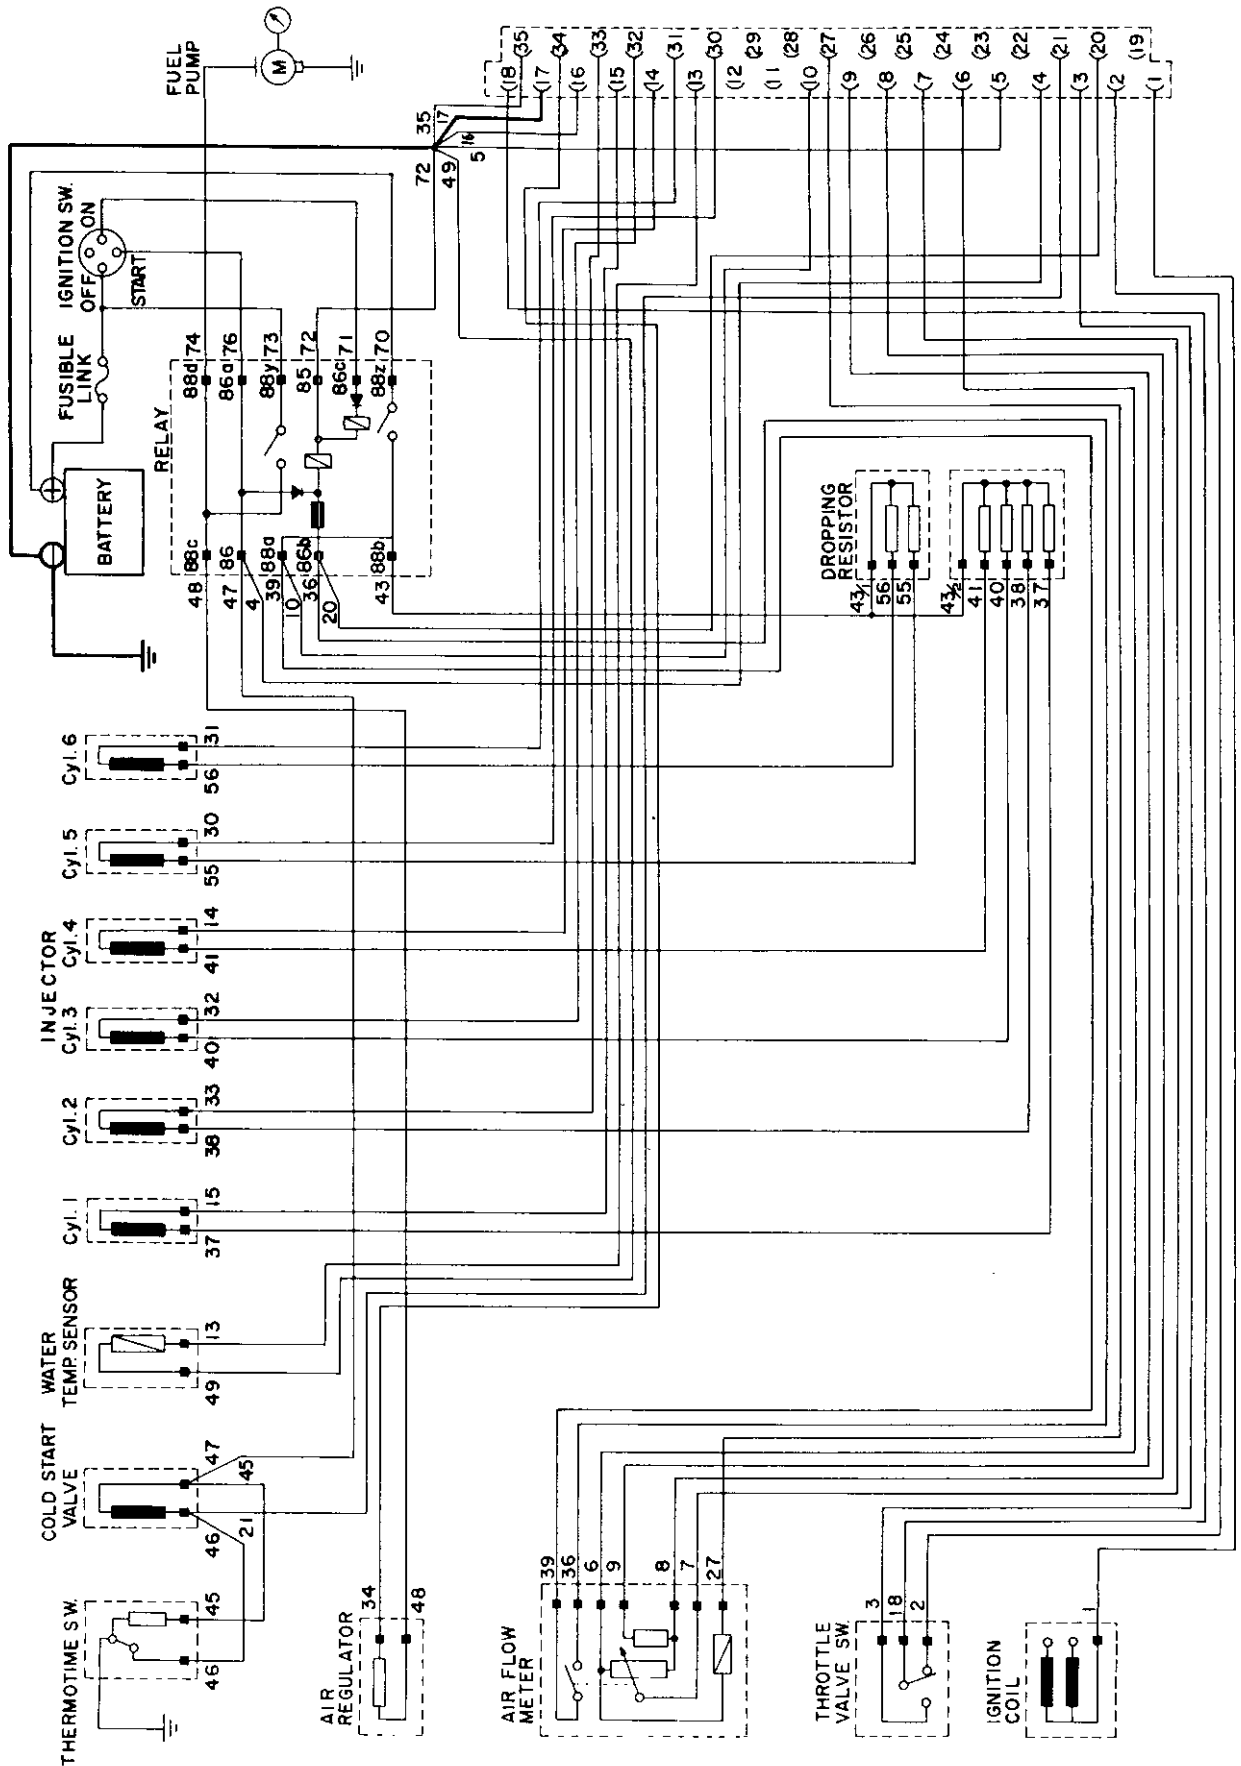 FUEL
PUMP
M
(35
(34
(33
(32
(31
(30
(29
(28
(27
(26
(25
(24
(23
(22
(21
(20
(19
(18
(17
(16
(15
(14
(13
(12
(11
(10
(9
(8
(7
(6
(5
(4
(3
(2
(1
35
17
16
5
72
49
IGNITION SW.
OFF
ON
START
FUSIBLE
LINK
BATTERY
RELAY
88d 74
86a 76
88y 73
85 72
86c 71
88z 70
48 88c
47 86
4
39 88a
10
36 86b
20
43 88b
DROPPING
RESISTOR
43/1
56
55
43/2
41
40
38
37
INJECTOR
Cyl. 6
56
31
Cyl. 5
55
30
Cyl. 4
41
14
Cyl. 3
40
32
Cyl. 2
38
33
Cyl. 1
37
15
WATER
TEMP. SENSOR
49
13
COLD START
VALVE
46
21
47
45
THERMOTIME SW.
46
45
AIR
REGULATOR
34
48
AIR FLOW
METER
39
36
6
9
8
7
27
THROTTLE
VALVE SW.
3
18
2
IGNITION
COIL
1